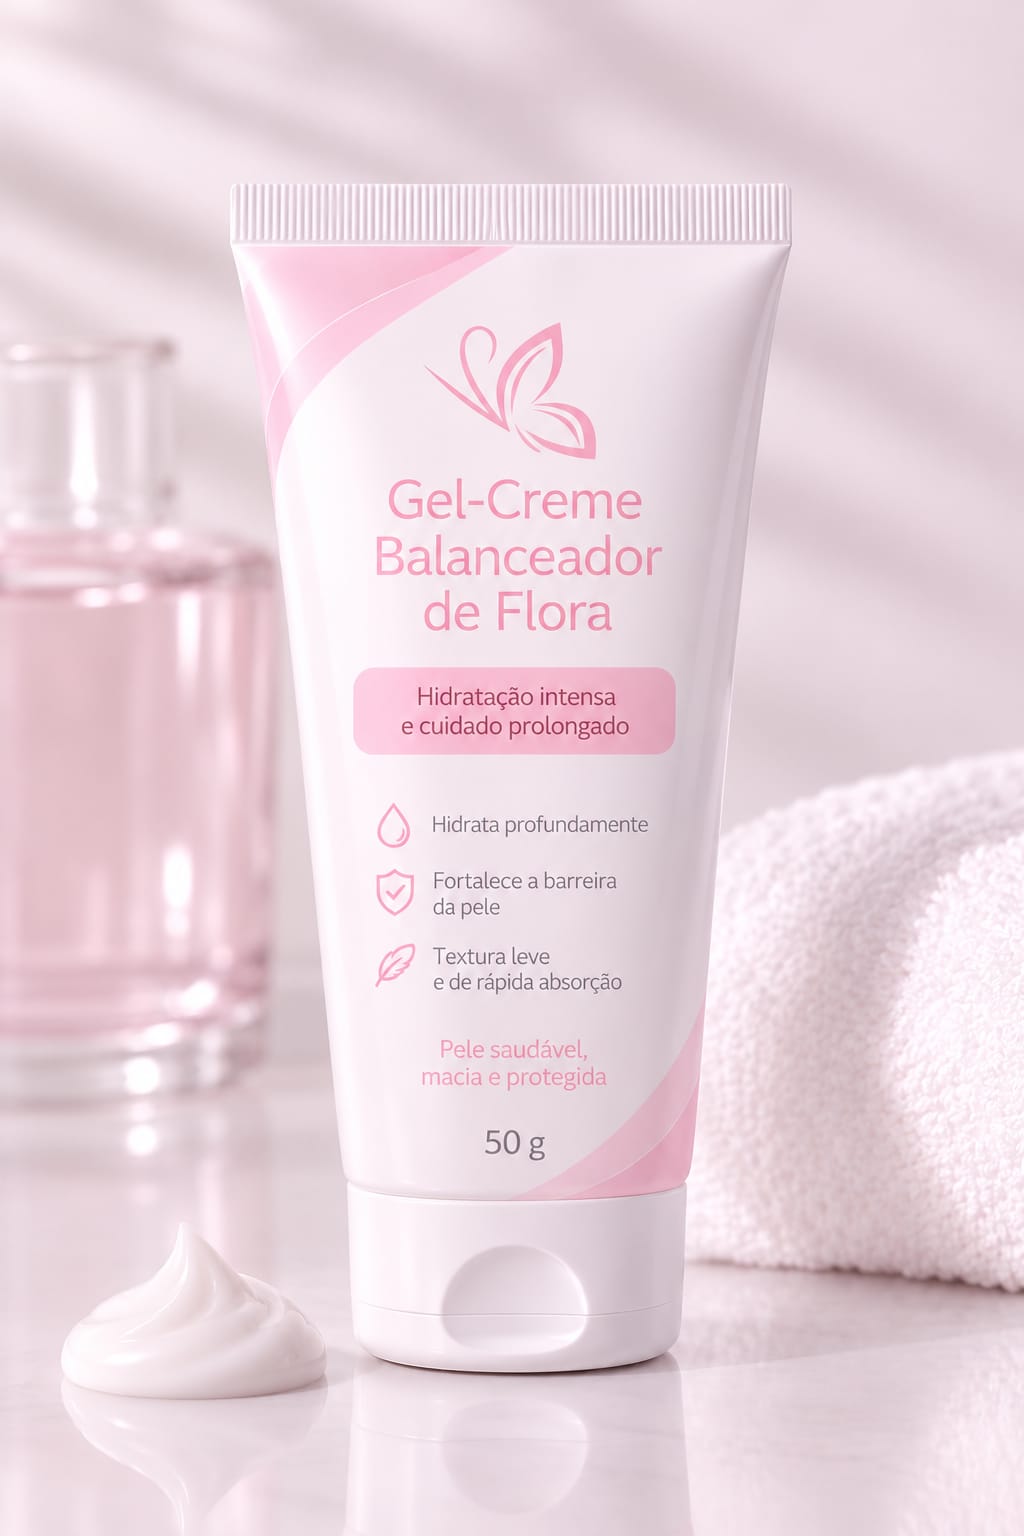 Gel-Creme
Balanceador
de Flora
Hidratação intensa
e cuidado prolongado
Hidrata profundamente
Fortalece a barreira
da pele
Textura leve
e de rápida absorção
Pele saudável,
macia e protegida
50 g